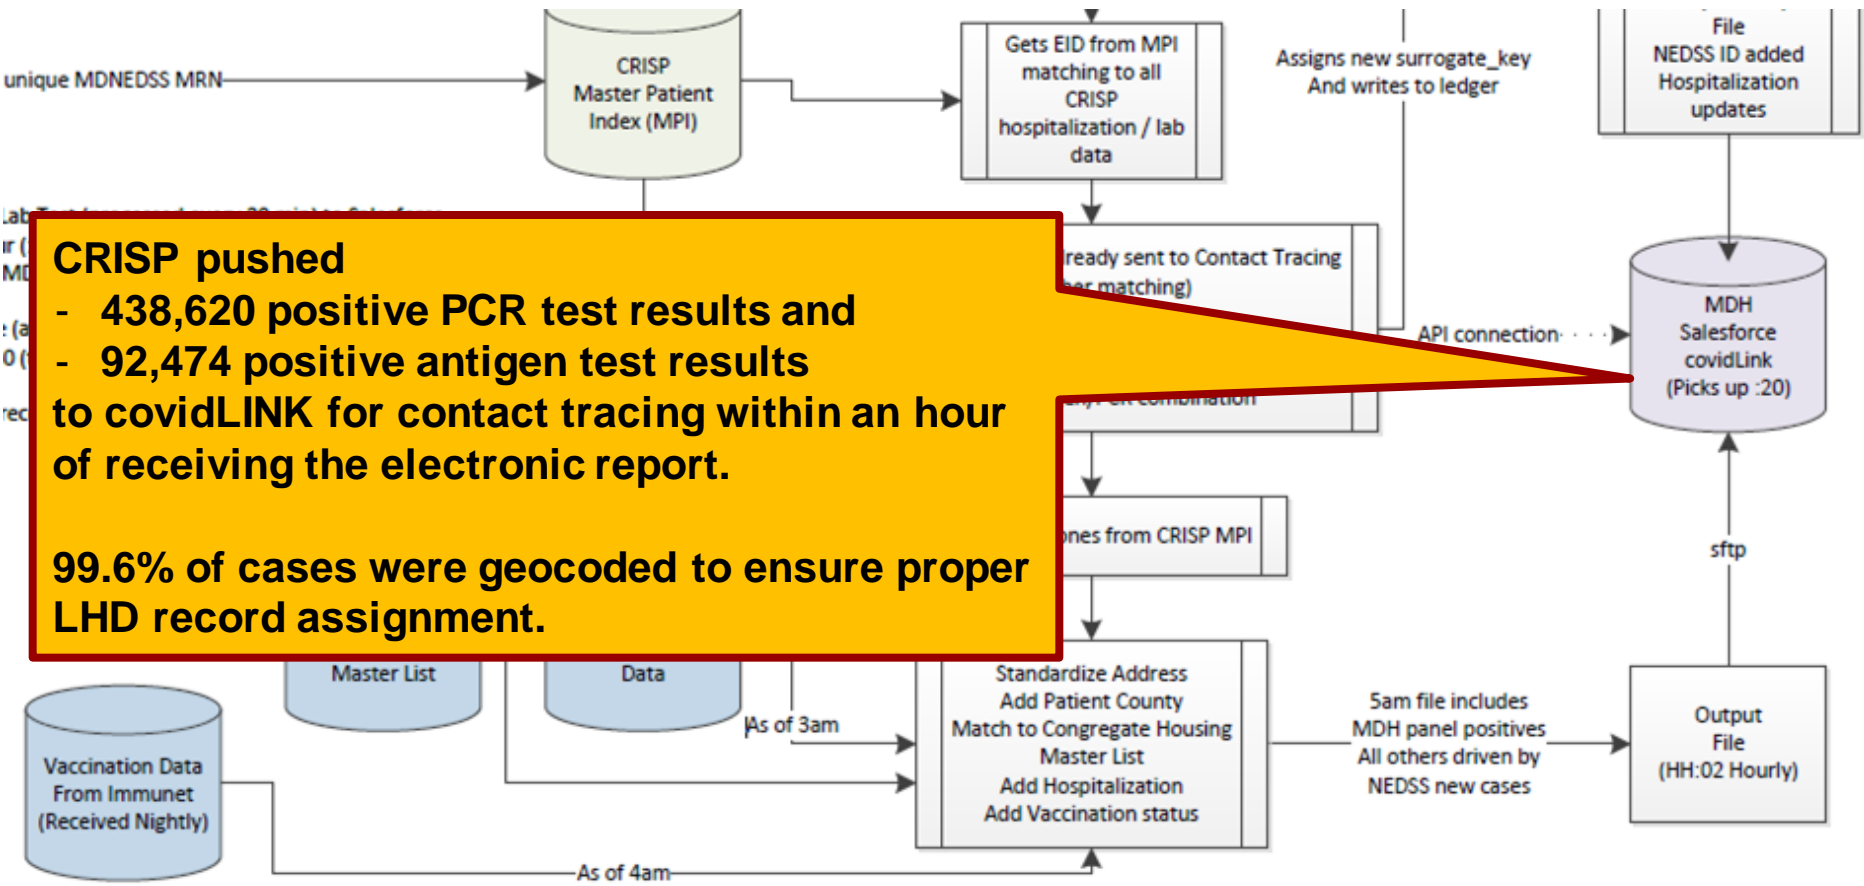 File
NEDSS ID added
Hospitalization
updates
Gets EID from MPI
matching to all
CRISP
hospitalization / lab
data
Assigns new surrogate_key
And writes to ledger
CRISP
Master Patient
Index (MPI)
unique MDNEDSS MRN
CRISP pushed
- 438,620 positive PCR test results and
- 92,474 positive antigen test results
to covidLINK for contact tracing within an hour
of receiving the electronic report.
99.6% of cases were geocoded to ensure proper
LHD record assignment.
sent to Contact Tracing
matching)
combination
API connection
MDH
Salesforce
covidLink
(Picks up :20)
from CRISP MPI
sftp
Master List
Data
As of 3am
Standardize Address
Add Patient County
Match to Congregate Housing
Master List
Add Hospitalization
Add Vaccination status
5am file includes
MDH panel positives
All others driven by
NEDSS new cases
Output
File
(HH:02 Hourly)
Vaccination Data
From Immunet
(Received Nightly)
As of 4am